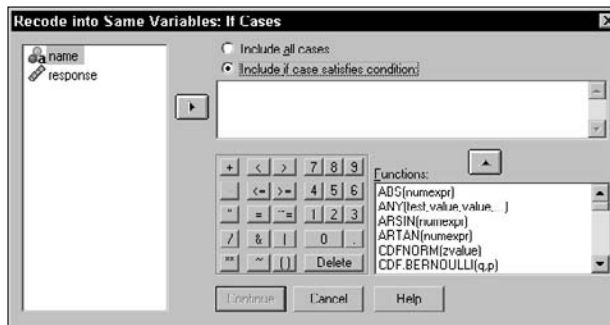 Recode into Same Variables: If Cases
name
response
Include all cases
Include if case satisfies condition:
+ < > 7 8 9
- <= >= 4 5 6
* = ~= 1 2 3
/ & | 0 .
** ~ () Delete
Functions:
ABS(numexpr)
ANY(test,value,value,...)
ARSIN(numexpr)
ARTAN(numexpr)
CDFNORM(zvalue)
CDF.BERNOULLI(q,p)
Continue Cancel Help